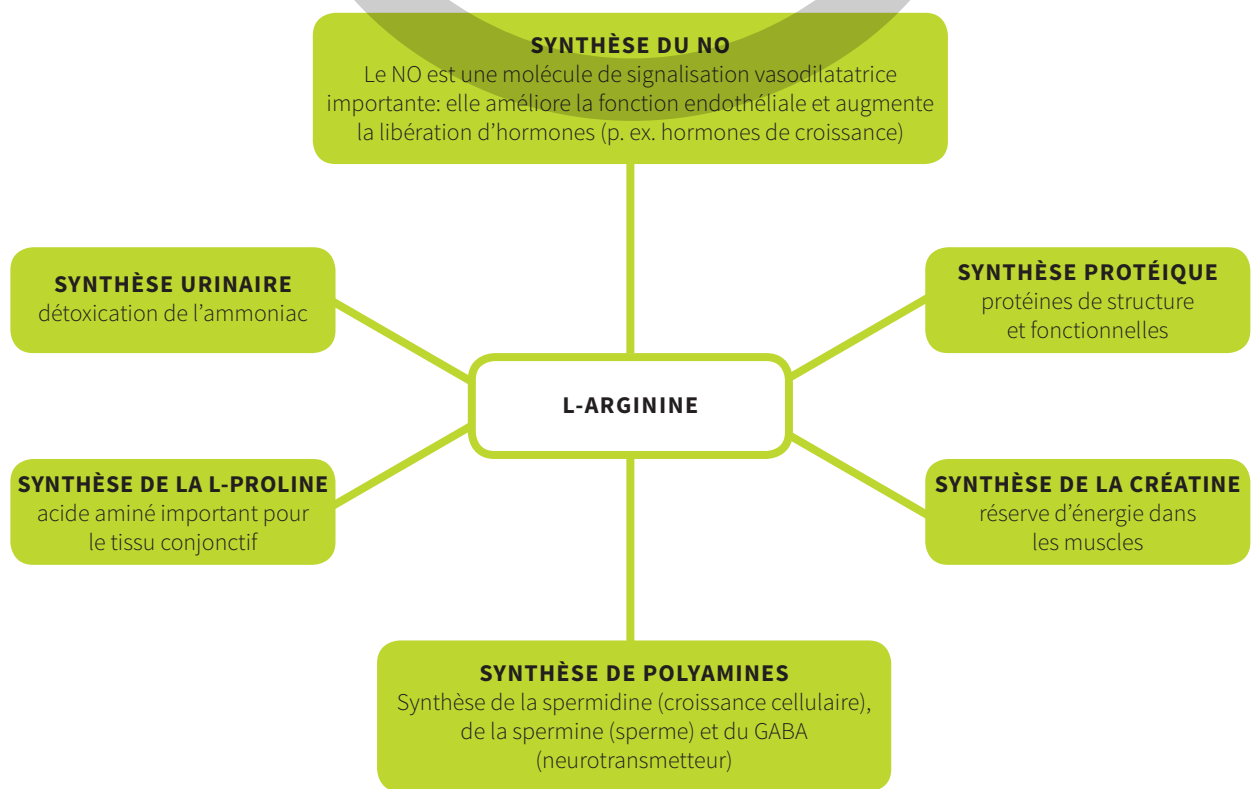 SYNTHÈSE DU NO
Le NO est une molécule de signalisation vasodilatatrice
importante: elle améliore la fonction endothéliale et augmente
la libération d’hormones (p. ex. hormones de croissance)
SYNTHÈSE URINAIRE
détoxication de l’ammoniac
SYNTHÈSE PROTÉIQUE
protéines de structure
et fonctionnelles
L-ARGININE
SYNTHÈSE DE LA L-PROLINE
acide aminé important pour
le tissu conjonctif
SYNTHÈSE DE LA CRÉATINE
réserve d’énergie dans
les muscles
SYNTHÈSE DE POLYAMINES
Synthèse de la spermidine (croissance cellulaire),
de la spermine (sperme) et du GABA
(neurotransmetteur)